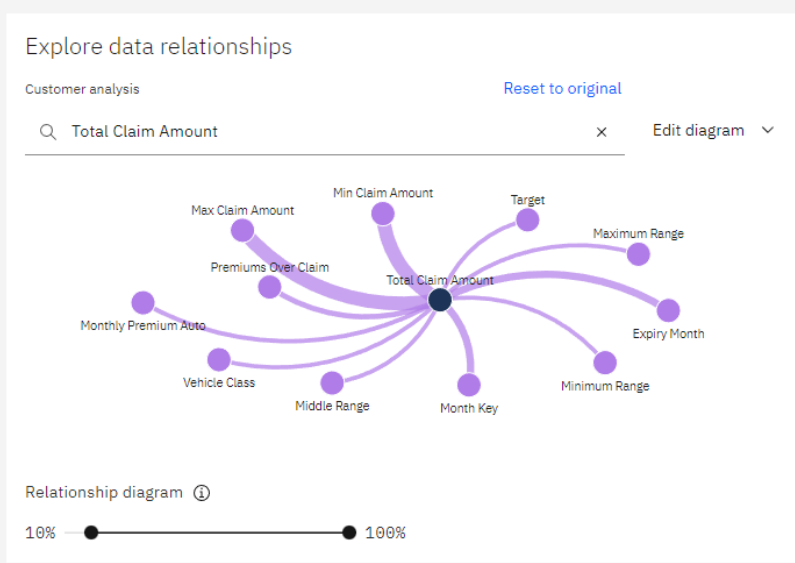 Explore data relationships
Customer analysis
Reset to original
Total Claim Amount
Edit diagram
Min Claim Amount
Target
Max Claim Amount
Maximum Range
Premiums Over Claim
Total Claim Amount
Monthly Premium Auto
Expiry Month
Vehicle Class
Minimum Range
Middle Range
Month Key
Relationship diagram
10%
100%